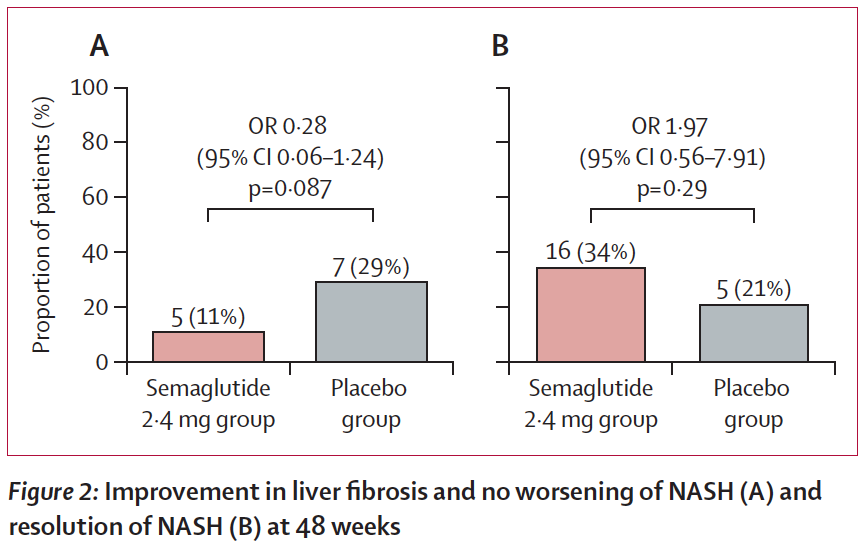 A
Proportion of patients (%)
100
80
60
40
20
0
OR 0·28
(95% CI 0·06–1·24)
p=0·087
5 (11%)
7 (29%)
Semaglutide
2·4 mg group
Placebo
group
B
OR 1·97
(95% CI 0·56–7·91)
p=0·29
16 (34%)
5 (21%)
Semaglutide
2·4 mg group
Placebo
group
Figure 2: Improvement in liver fibrosis and no worsening of NASH (A) and
resolution of NASH (B) at 48 weeks